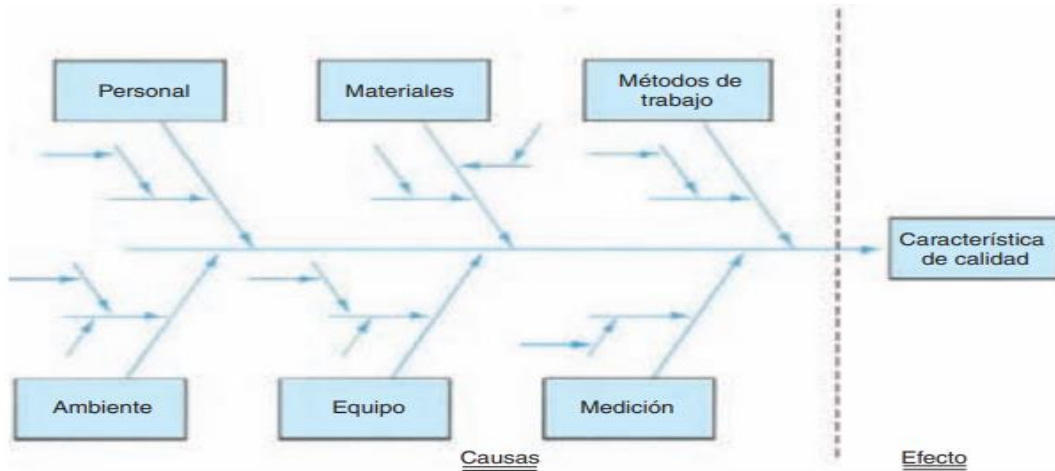 Personal
Materiales
Métodos de
trabajo
Característica
de calidad
Ambiente
Equipo
Medición
Causas
Efecto